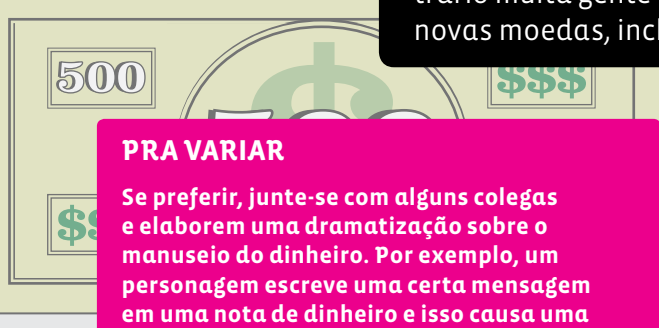 novas moedas, incl
500
$$$
PRA VARIAR
Se preferir, junte-se com alguns colegas
e elaborem uma dramatização sobre o
manuseio do dinheiro. Por exemplo, um
personagem escreve uma certa mensagem
em uma nota de dinheiro e isso causa uma